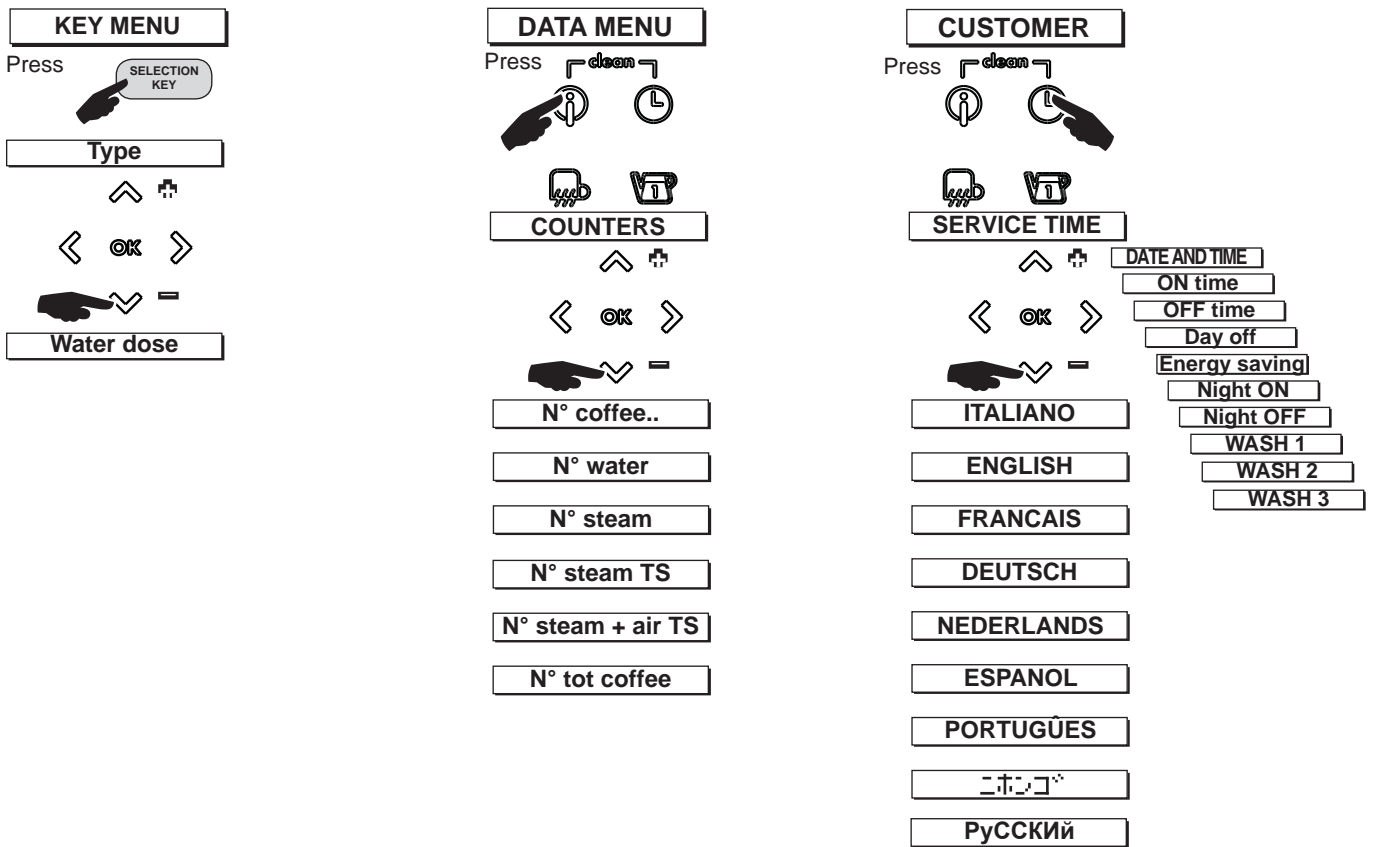 KEY MENU
Press
SELECTION
KEY
Type
OK
Water dose
DATA MENU
Press
clean
1
COUNTERS
OK
N° coffee..
N° water
N° steam
N° steam TS
N° steam + air TS
N° tot coffee
CUSTOMER
Press
clean
1
SERVICE TIME
OK
DATE AND TIME
ON time
OFF time
Day off
Energy saving
Night ON
Night OFF
WASH 1
WASH 2
WASH 3
ITALIANO
ENGLISH
FRANCAIS
DEUTSCH
NEDERLANDS
ESPANOL
PORTUGÛES
ニホンゴ
РуССКИй